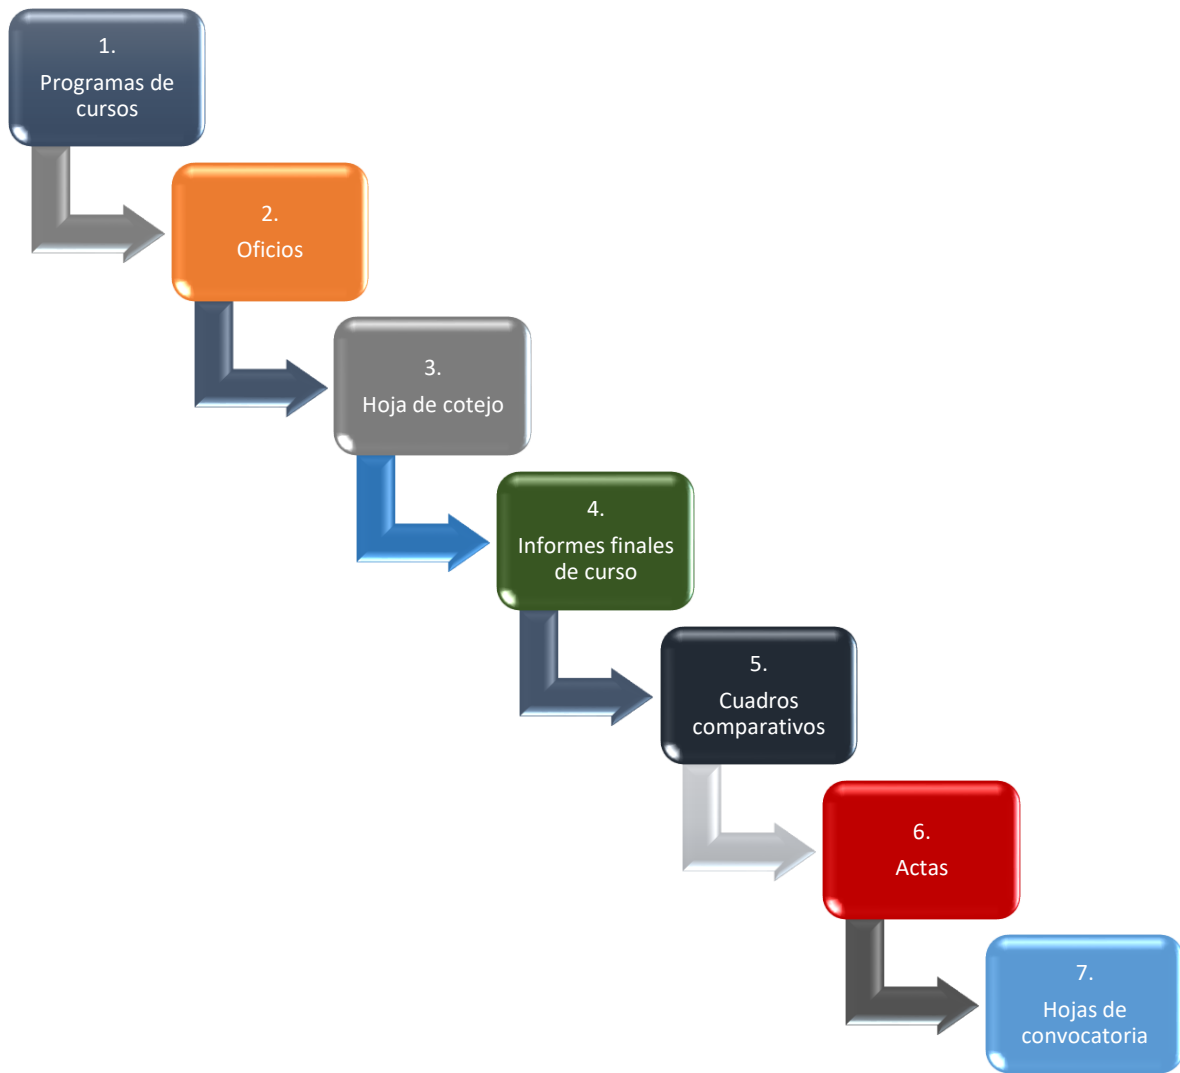 1.
Programas de
cursos
2.
Oficios
3.
Hoja de cotejo
4.
Informes finales
de curso
5.
Cuadros
comparativos
6.
Actas
7.
Hojas de
convocatoria